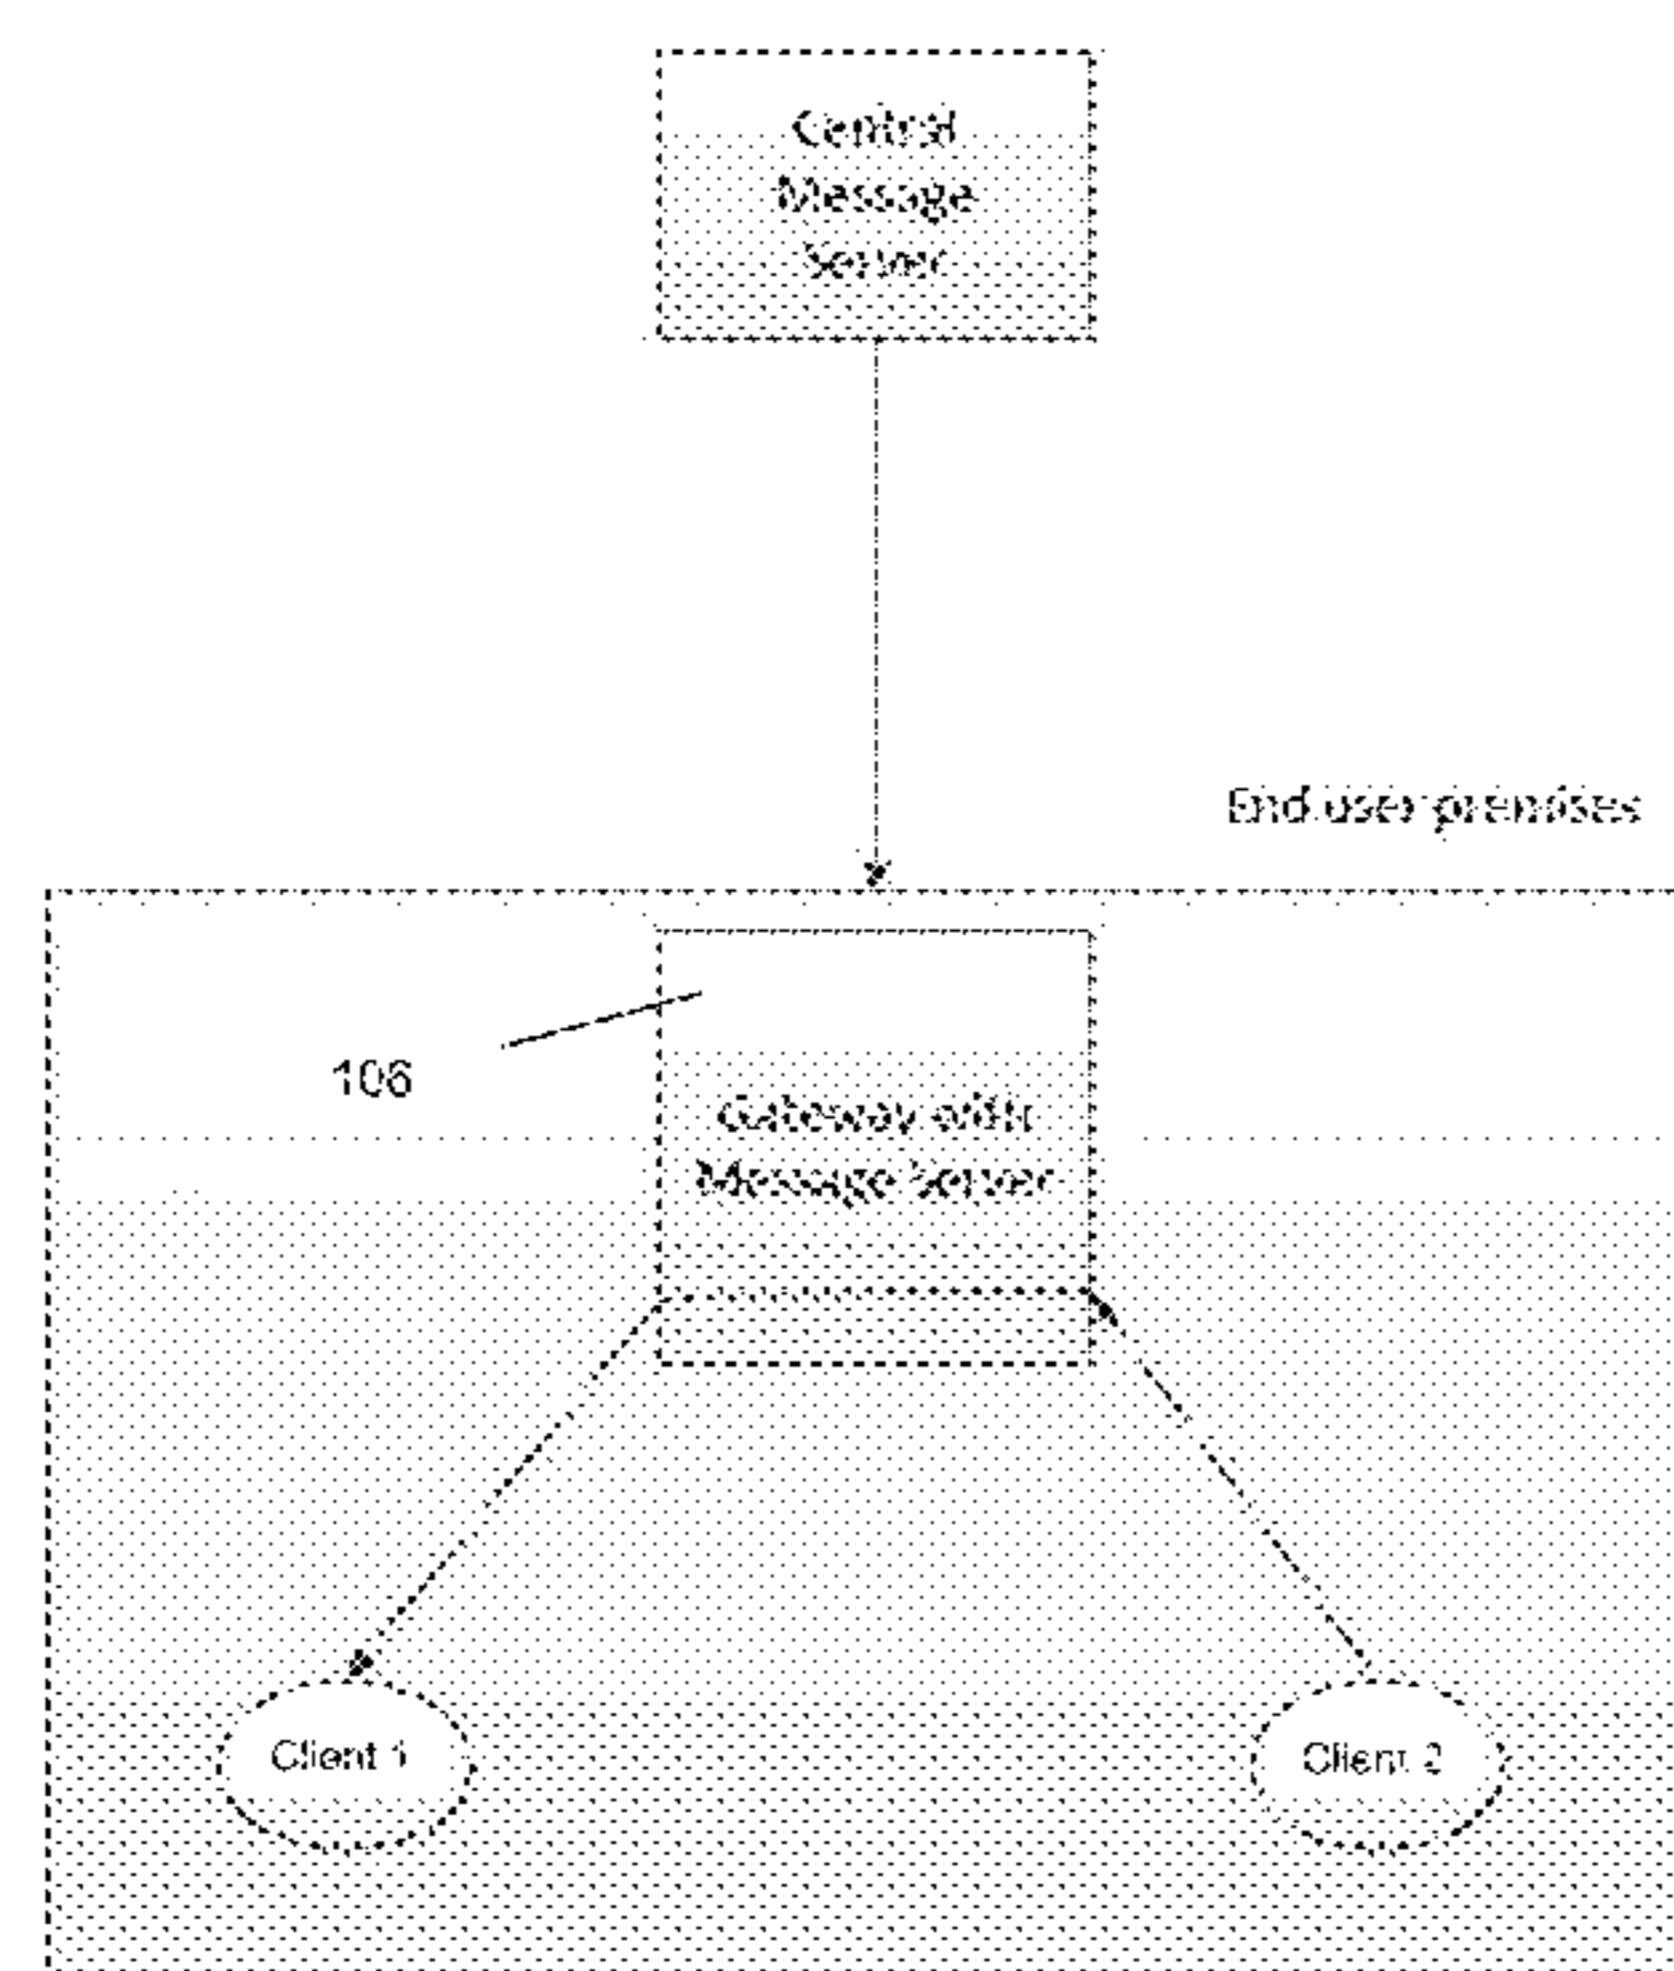 Central
Message
Server
End user premises
106
Gateway with
Message Server
Client 1
Client 2